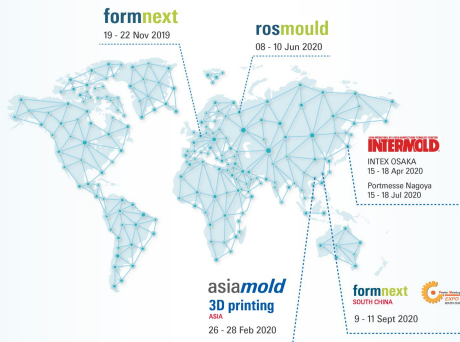 formnext
19 - 22 Nov 2019
rosmould
08 - 10 Jun 2020
INTERMOLD
INTEX OSAKA
15 - 18 Apr 2020
Portmesse Nagoya
15 - 18 Jul 2020
asiamold
3D printing
ASIA
26 - 28 Feb 2020
formnext
SOUTH CHINA
EXPO
9 - 11 Sept 2020